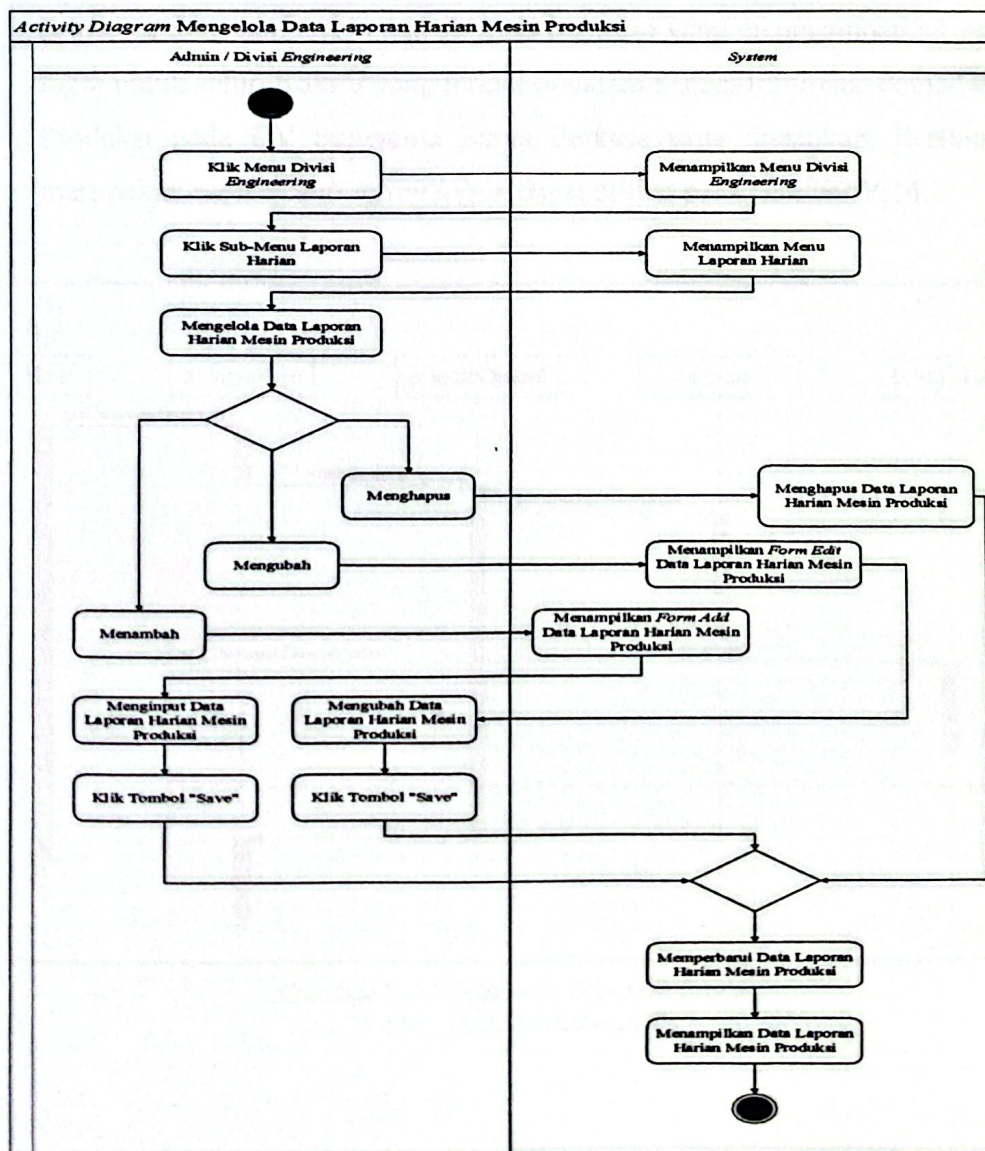 Activity Diagram Mengelola Data Laporan Harian Mesin Produksi
Admin / Divisi Engineering
System
Klik Menu Divisi
Engineering
Menampilkan Menu Divisi
Engineering
Klik Sub-Menu Laporan
Harian
Menampilkan Menu
Laporan Harian
Mengelola Data Laporan
Harian Mesin Produksi
Menghapus
Menghapus Data Laporan
Harian Mesin Produksi
Mengubah
Menampilkan Form Edit
Data Laporan Harian Mesin
Produksi
Menambah
Menampilkan Form Add
Data Laporan Harian Mesin
Produksi
Menginput Data
Laporan Harian Mesin
Produksi
Mengubah Data
Laporan Harian Mesin
Produksi
Klik Tombol "Save"
Klik Tombol "Save"
Memperbarui Data Laporan
Harian Mesin Produksi
Menampilkan Data Laporan
Harian Mesin Produksi